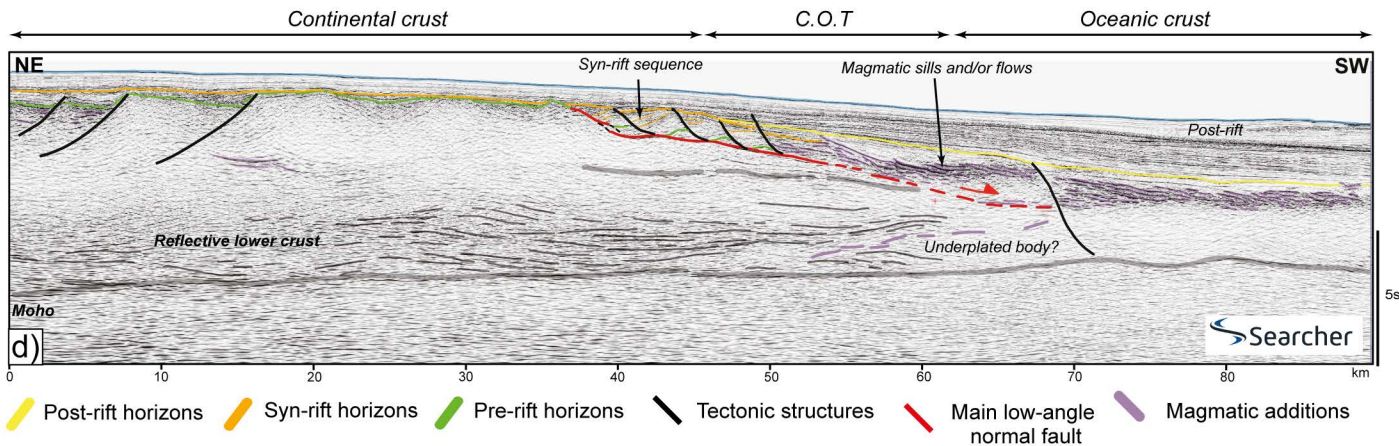 Continental crust
C.O.T
Oceanic crust
NE
SW
Syn-rift sequence
Magmatic sills and/or flows
Post-rift
Reflective lower crust
Underplated body?
Moho
5s
d)
Searcher
0
10
20
30
40
50
60
70
80
km
Post-rift horizons
Syn-rift horizons
Pre-rift horizons
Tectonic structures
Main low-angle
normal fault
Magmatic additions